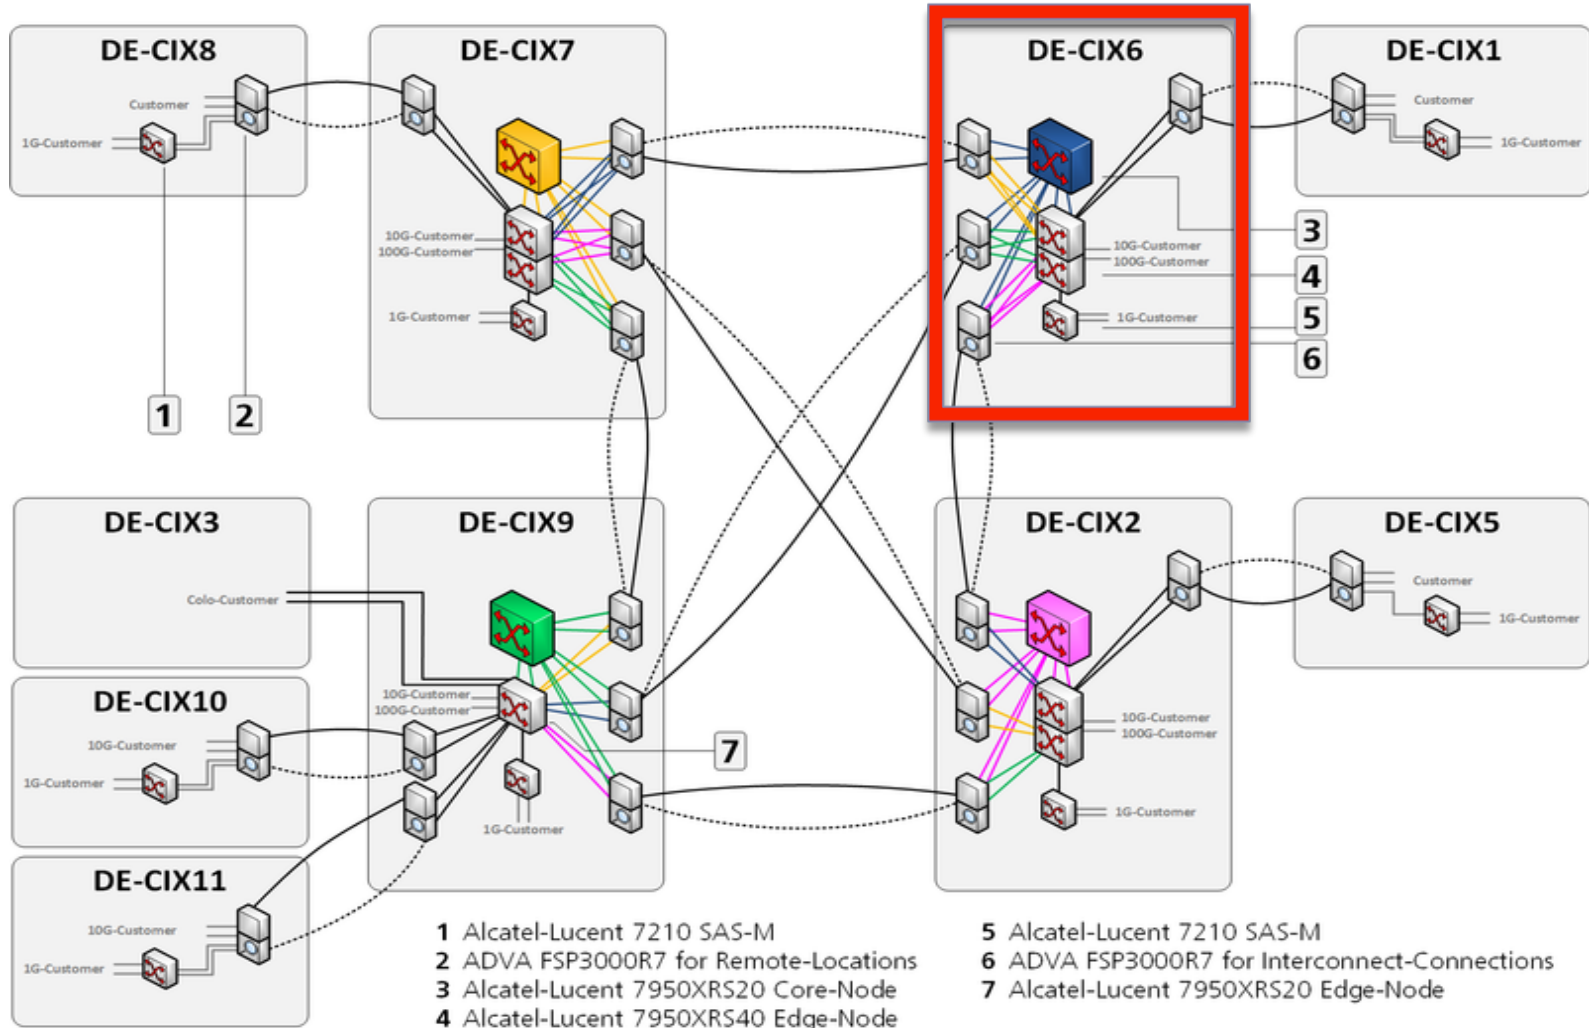 DE-CIX8
Customer
1G-Customer
1
2
DE-CIX7
10G-Customer
100G-Customer
1G-Customer
DE-CIX6
10G-Customer
100G-Customer
1G-Customer
DE-CIX1
Customer
1G-Customer
3
4
5
6
DE-CIX3
Colo-Customer
DE-CIX9
10G-Customer
100G-Customer
1G-Customer
7
DE-CIX2
10G-Customer
100G-Customer
1G-Customer
DE-CIX5
Customer
1G-Customer
DE-CIX10
10G-Customer
1G-Customer
DE-CIX11
10G-Customer
1G-Customer
1 Alcatel-Lucent 7210 SAS-M
2 ADVA FSP3000R7 for Remote-Locations
3 Alcatel-Lucent 7950XRS20 Core-Node
4 Alcatel-Lucent 7950XRS40 Edge-Node
5 Alcatel-Lucent 7210 SAS-M
6 ADVA FSP3000R7 for Interconnect-Connections
7 Alcatel-Lucent 7950XRS20 Edge-Node